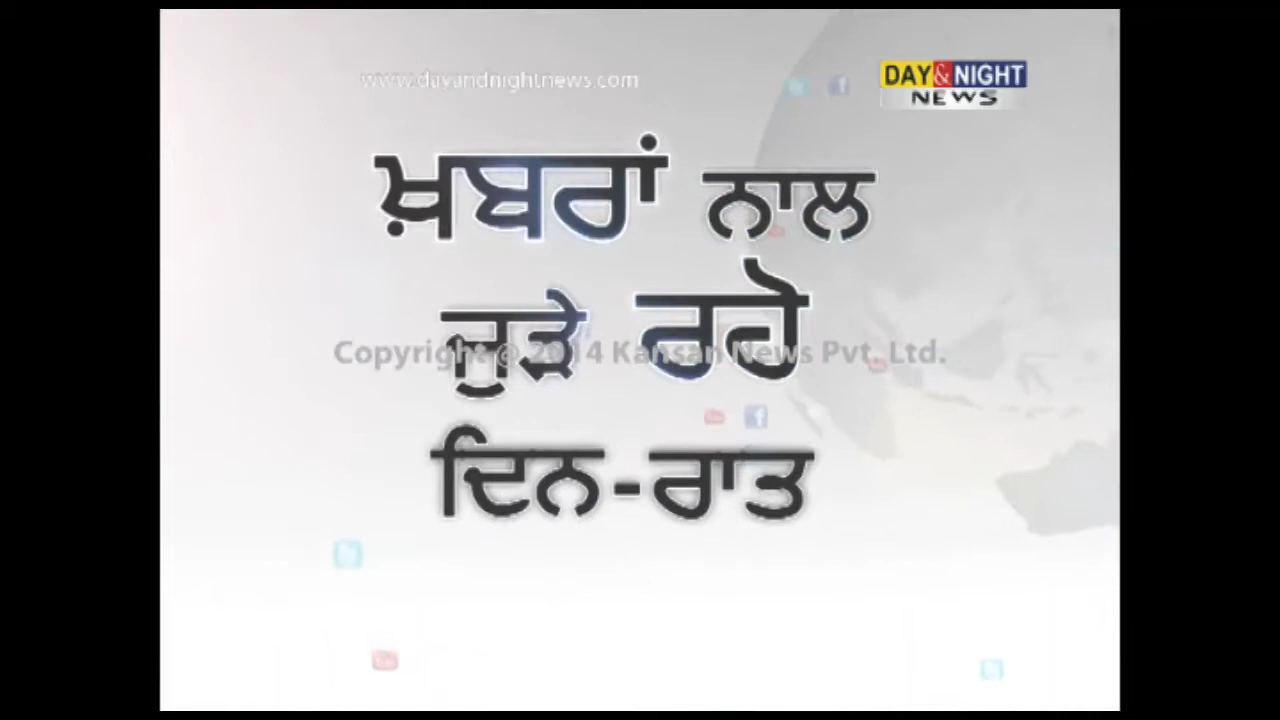 www.dayandnightnews.com
DAY&NIGHT
NEWS
ਖ਼ਬਰਾਂ ਨਾਲ
ਜੁੜੇ ਰਹੋ
Copyright @ 2014 Kansan News Pvt. Ltd.
ਦਿਨ-ਰਾਤ